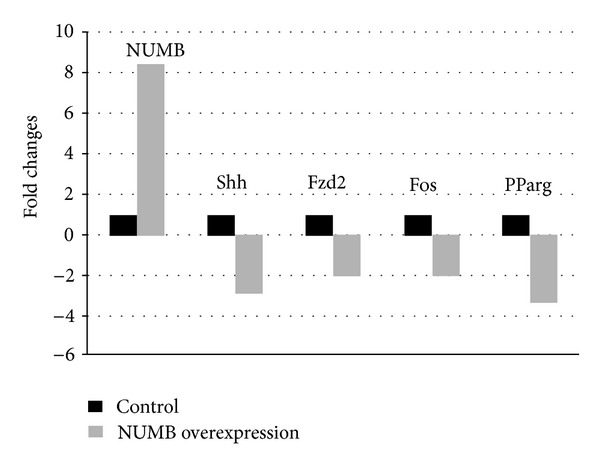 10
NUMB
8
6
4
Shh
Fzd2
Fos
PParg
2
0
−2
−4
−6
Fold changes
Control
NUMB overexpression